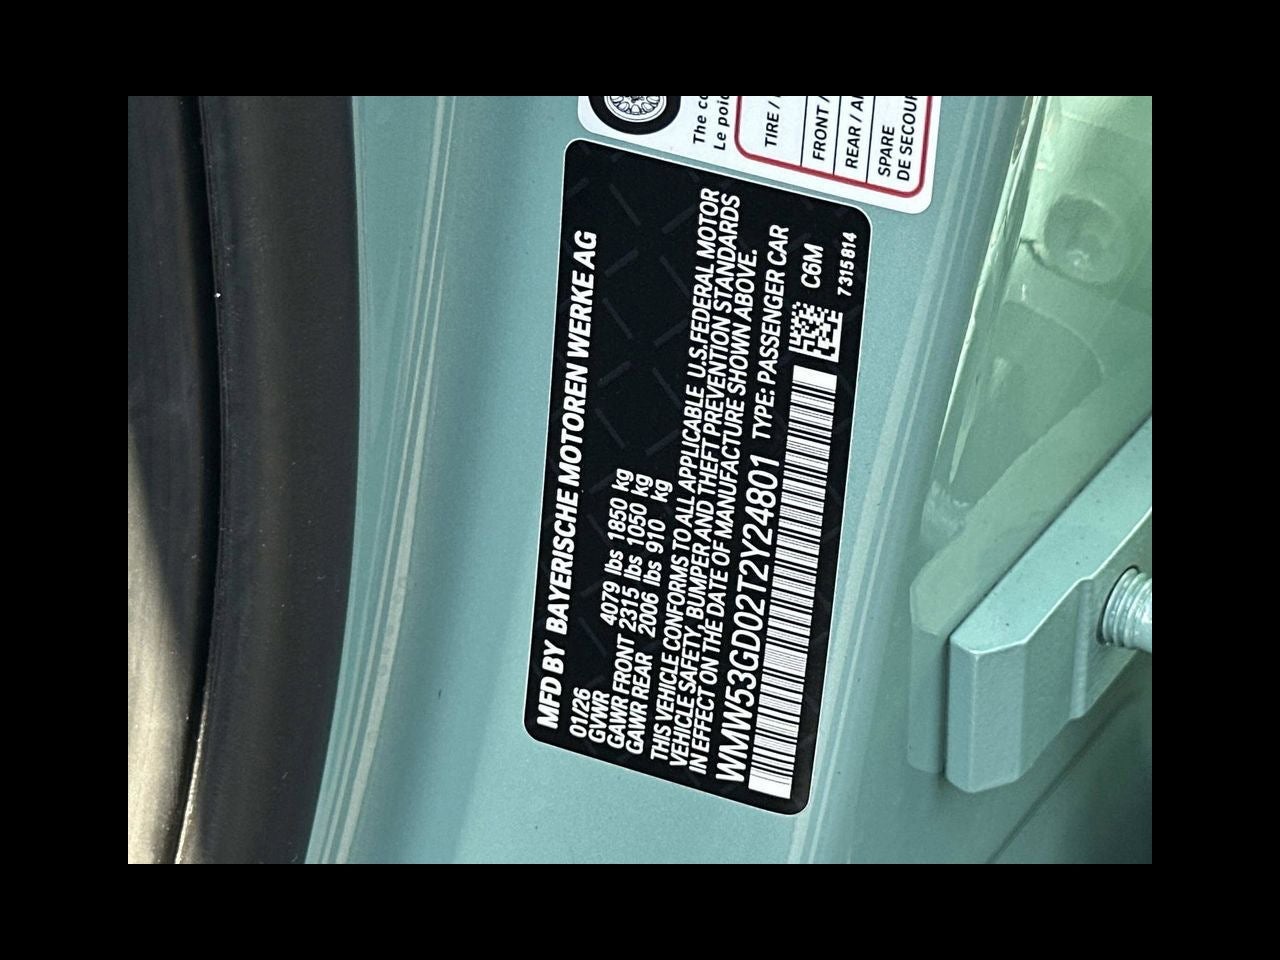 The
Le
TIRE /
FRONT /
REAR /
SPARE
DE
MFD BY BAYERISCHE MOTOREN WERKE AG
01/26
GVWR 4079 lbs 1850 kg
GAWR FRONT 2315 lbs 1050 kg
GAWR REAR 2006 lbs 910 kg
THIS VEHICLE CONFORMS TO ALL APPLICABLE U.S.FEDERAL MOTOR
VEHICLE SAFETY, BUMPER AND THEFT PREVENTION STANDARDS
IN EFFECT ON THE DATE OF MANUFACTURE SHOWN ABOVE.
WMW53GD02T2Y24801 TYPE: PASSENGER CAR
C6M
7315814